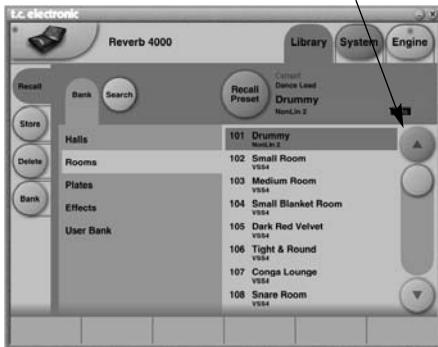 t.c. electronic
Reverb 4000
Library
System
Engine
Recall
Store
Delete
Bank
Bank
Search
Recall Preset
Current
Dance Lead
Drummy
NonLin 2
Halls
Rooms
Plates
Effects
User Bank
101 Drummy
NonLin 2
102 Small Room
VSS4
103 Medium Room
VSS4
104 Small Blanket Room
VSS4
105 Dark Red Velvet
VSS4
106 Tight & Round
VSS4
107 Conga Lounge
VSS4
108 Snare Room
VSS4